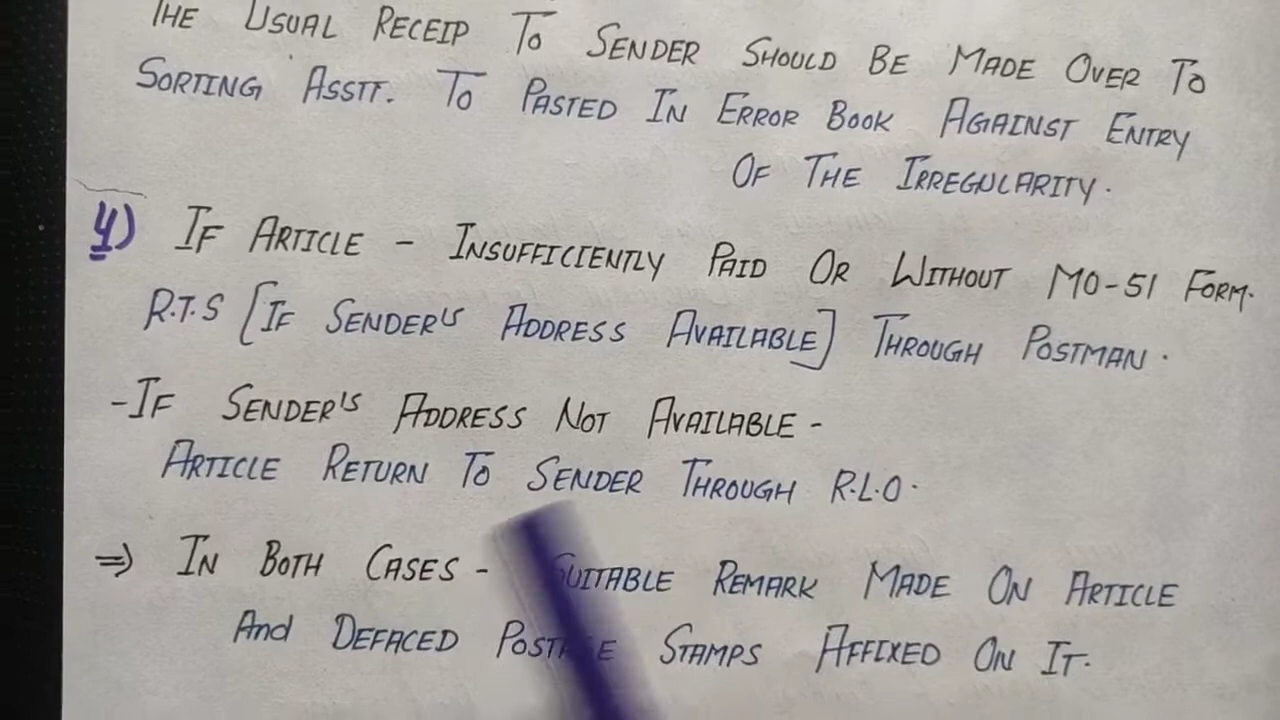 THE USUAL RECEIP TO SENDER SHOULD BE MADE OVER TO
SORTING ASSTT. TO PASTED IN ERROR BOOK AGAINST ENTRY
OF THE IRREGULARITY.
4) IF ARTICLE - INSUFFICIENTLY PAID OR WITHOUT MO-51 FORM.
R.T.S [IF SENDER'S ADDRESS AVAILABLE] THROUGH POSTMAN.
-IF SENDER'S ADDRESS NOT AVAILABLE-
ARTICLE RETURN TO SENDER THROUGH R.L.O.
⇒ IN BOTH CASES - SUITABLE REMARK MADE ON ARTICLE
And DEFACED STAMPS AFFIXED ON IT.